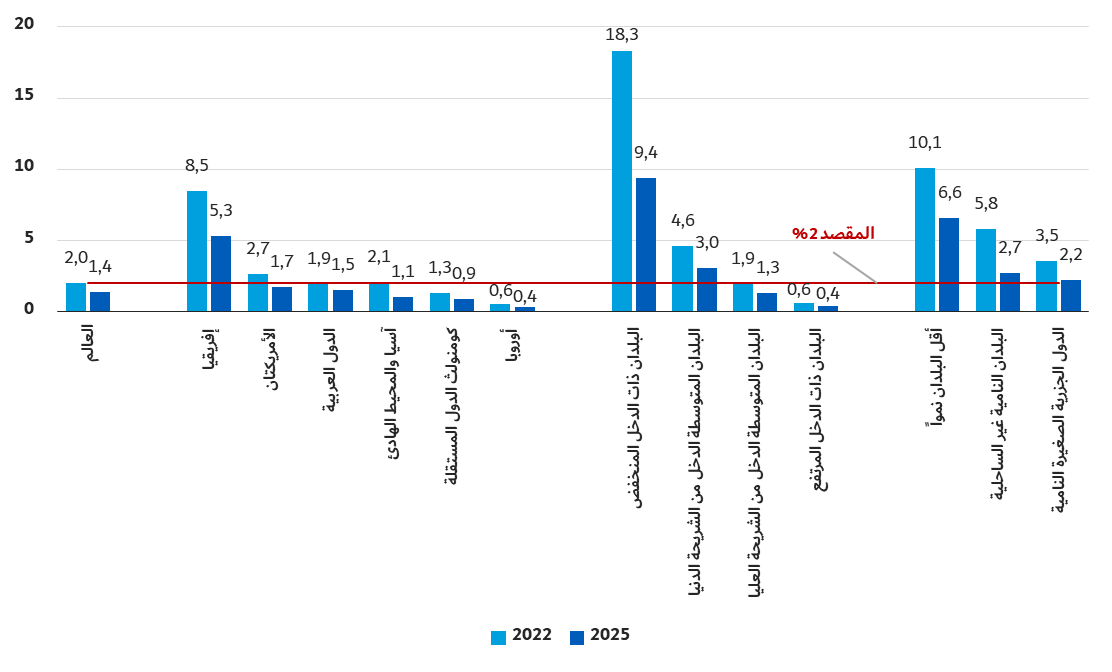 20
15
10
5
0
2,0
1,4
8,5
5,3
2,7
1,7
1,9
1,5
2,1
1,1
1,3
0,9
0,6
0,4
18,3
9,4
4,6
3,0
1,9
1,3
0,6
0,4
10,1
6,6
5,8
2,7
3,5
2,2
المقصد 2%
العالم
إفريقيا
الأمريكتان
الدول العربية
آسيا والمحيط الهادئ
كومنولث الدول المستقلة
أوروبا
البلدان ذات الدخل المنخفض
البلدان المتوسطة الدخل من الشريحة الدنيا
البلدان المتوسطة الدخل من الشريحة العليا
البلدان ذات الدخل المرتفع
أقل البلدان نمواً
البلدان النامية غير الساحلية
الدول الجزرية الصغيرة النامية
2022
2025